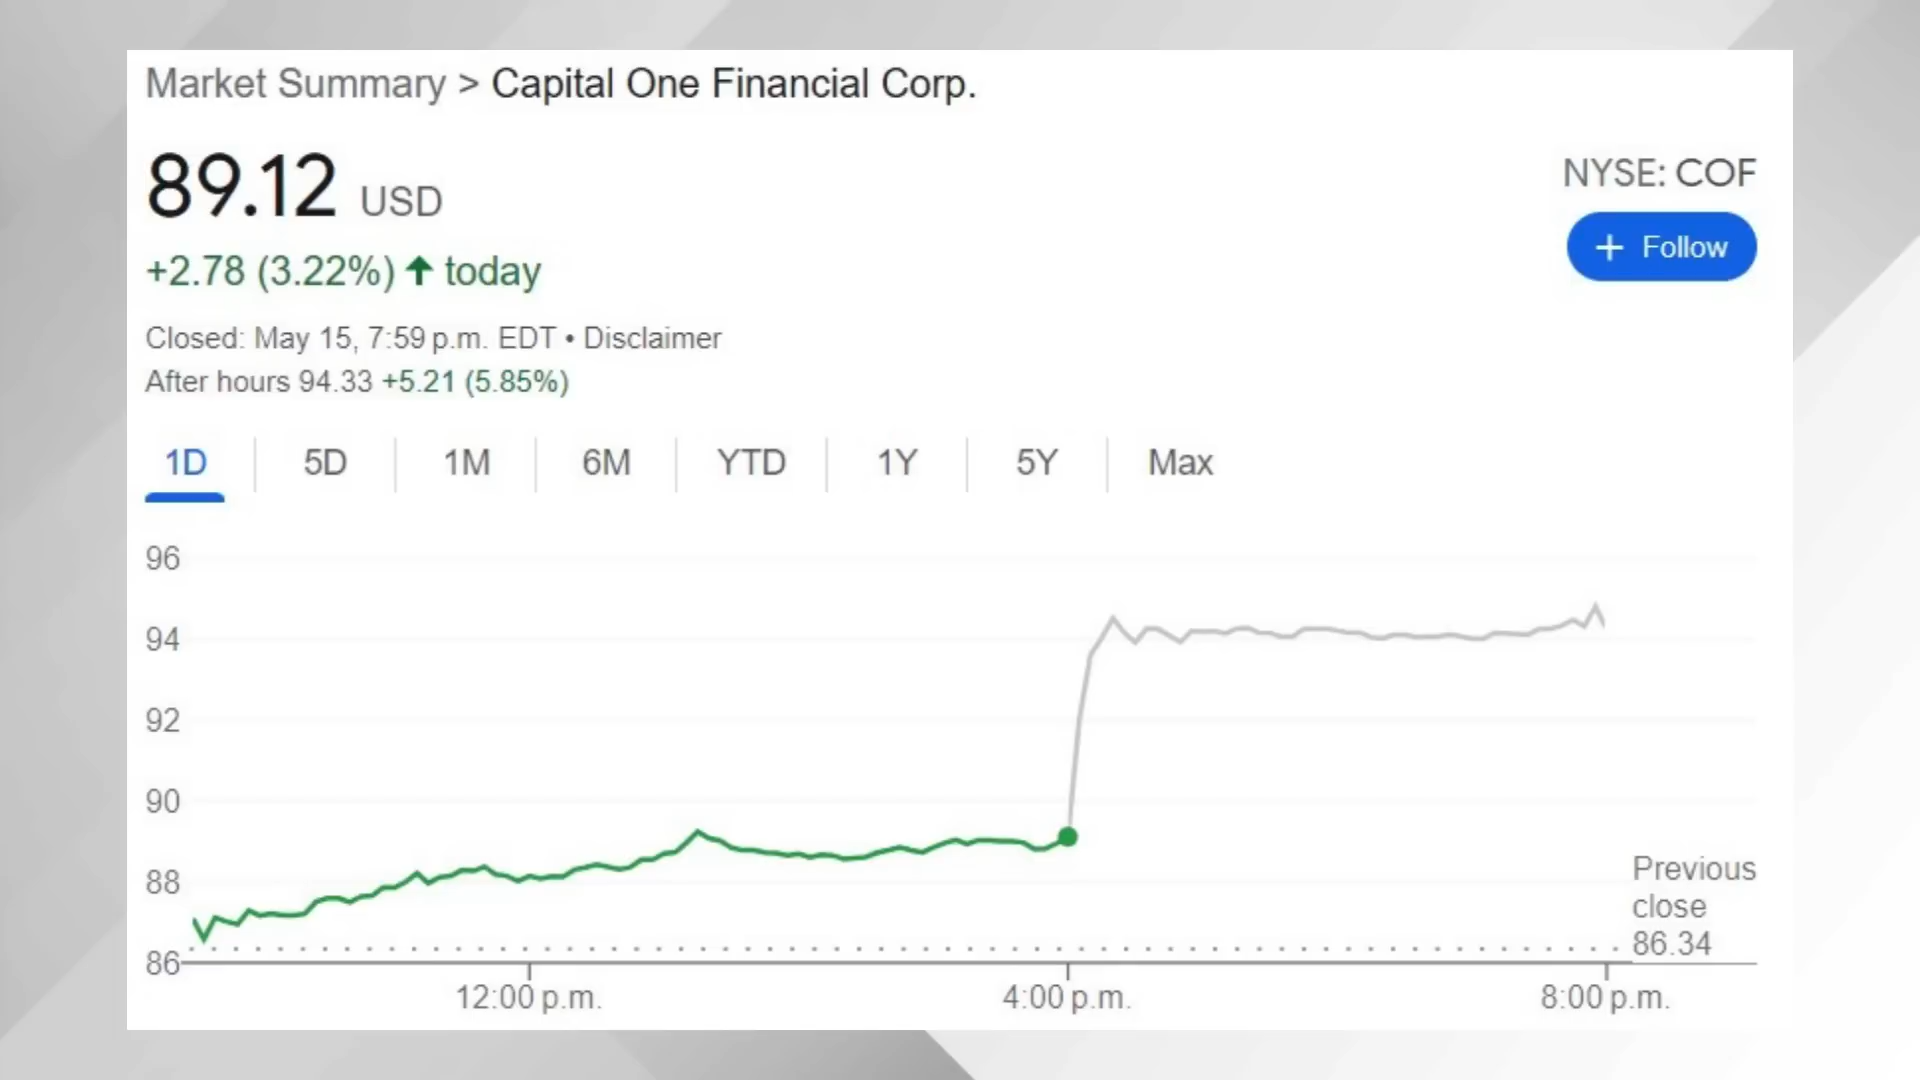 Market Summary > Capital One Financial Corp.
89.12 USD
NYSE: COF
+ Follow
+2.78 (3.22%) ↑ today
Closed: May 15, 7:59 p.m. EDT • Disclaimer
After hours 94.33 +5.21 (5.85%)
1D 5D 1M 6M YTD 1Y 5Y Max
96
94
92
90
88
86
Previous
close
86.34
12:00 p.m. 4:00 p.m. 8:00 p.m.